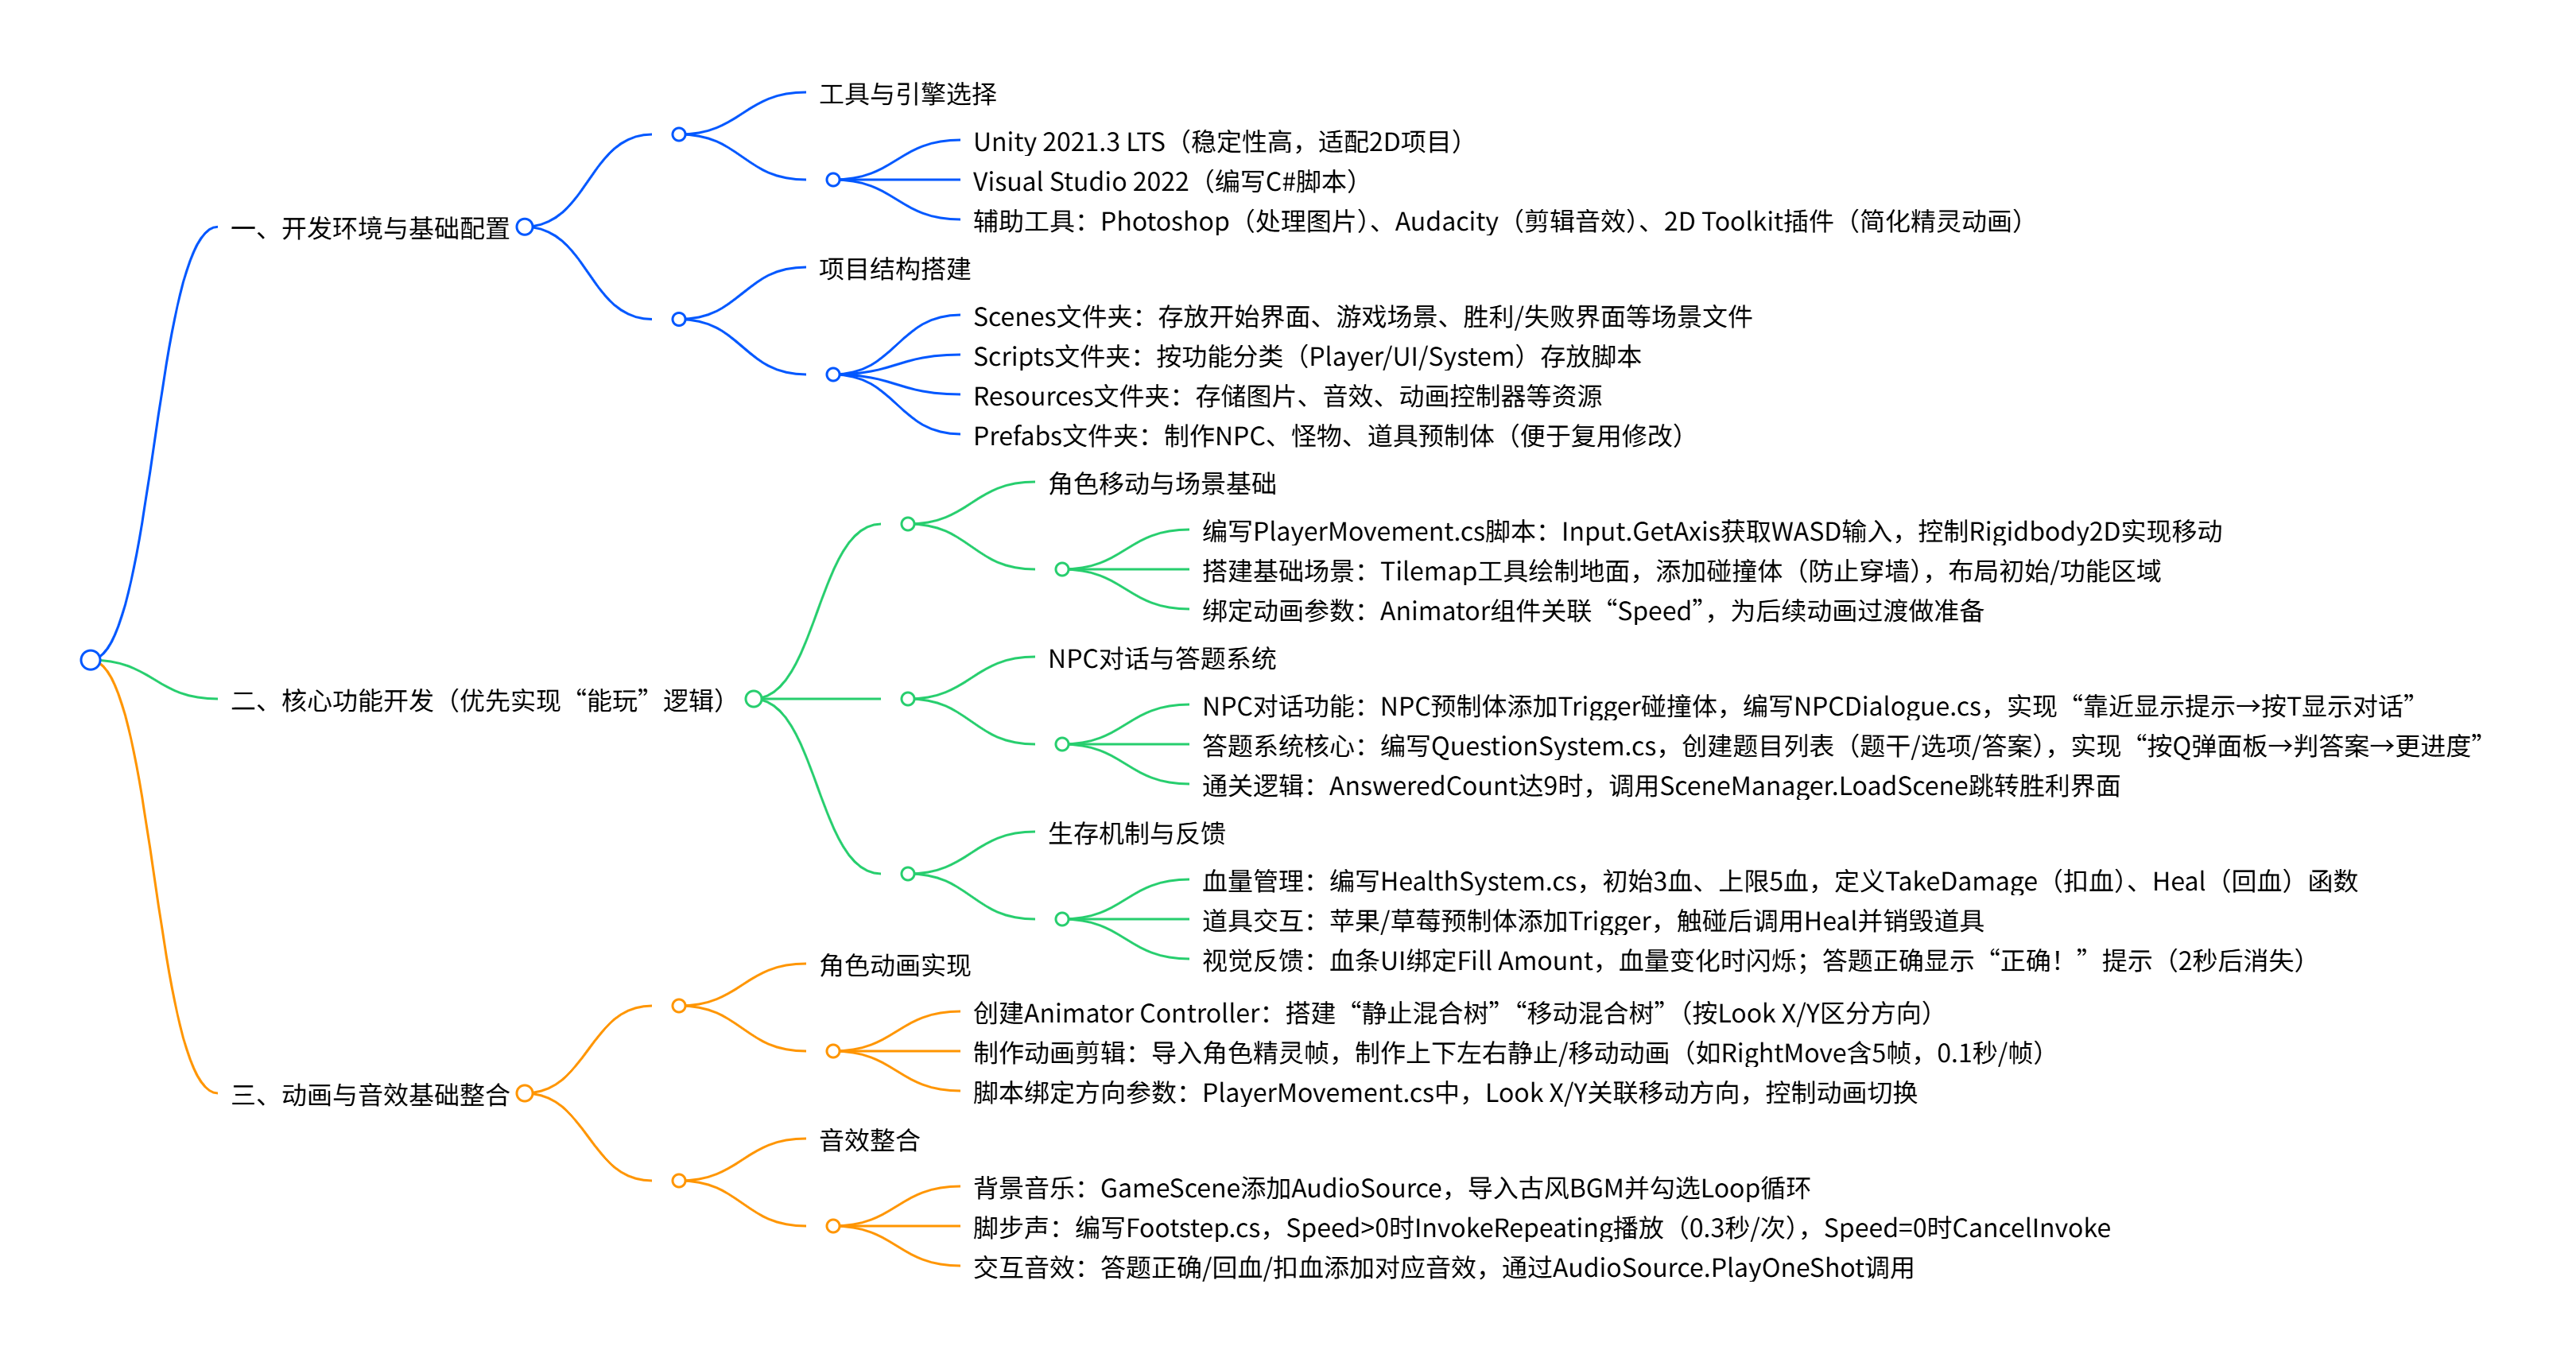 工具与引擎选择
Unity 2021.3 LTS（稳定性高，适配2D项目）
Visual Studio 2022（编写C#脚本）
辅助工具：Photoshop（处理图片）、Audacity（剪辑音效）、2D Toolkit插件（简化精灵动画）
一、开发环境与基础配置
项目结构搭建
Scenes文件夹：存放开始界面、游戏场景、胜利/失败界面等场景文件
Scripts文件夹：按功能分类（Player/UI/System）存放脚本
Resources文件夹：存储图片、音效、动画控制器等资源
Prefabs文件夹：制作NPC、怪物、道具预制体（便于复用修改）
角色移动与场景基础
编写PlayerMovement.cs脚本：Input.GetAxis获取WASD输入，控制Rigidbody2D实现移动
搭建基础场景：Tilemap工具绘制地面，添加碰撞体（防止穿墙），布局初始/功能区域
绑定动画参数：Animator组件关联“Speed”，为后续动画过渡做准备
NPC对话与答题系统
二、核心功能开发（优先实现“能玩”逻辑）
NPC对话功能：NPC预制体添加Trigger碰撞体，编写NPCDialogue.cs，实现“靠近显示提示→按T显示对话”
答题系统核心：编写QuestionSystem.cs，创建题目列表（题干/选项/答案），实现“按Q弹面板→判答案→更进度”
通关逻辑：AnsweredCount达9时，调用SceneManager.LoadScene跳转胜利界面
生存机制与反馈
血量管理：编写HealthSystem.cs，初始3血、上限5血，定义TakeDamage（扣血）、Heal（回血）函数
道具交互：苹果/草莓预制体添加Trigger，触碰后调用Heal并销毁道具
视觉反馈：血条UI绑定Fill Amount，血量变化时闪烁；答题正确显示“正确！”提示（2秒后消失）
角色动画实现
创建Animator Controller：搭建“静止混合树”“移动混合树”（按Look X/Y区分方向）
制作动画剪辑：导入角色精灵帧，制作上下左右静止/移动动画（如RightMove含5帧，0.1秒/帧）
脚本绑定方向参数：PlayerMovement.cs中，Look X/Y关联移动方向，控制动画切换
三、动画与音效基础整合
音效整合
背景音乐：GameScene添加AudioSource，导入古风BGM并勾选Loop循环
脚步声：编写Footstep.cs，Speed>0时InvokeRepeating播放（0.3秒/次），Speed=0时CancelInvoke
交互音效：答题正确/回血/扣血添加对应音效，通过AudioSource.PlayOneShot调用